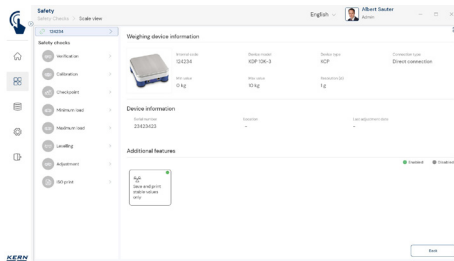 Safety
Safety Checks > Scale view
English
Albert Sauter
Admin
124234
Safety checks
Verification
Calibration
Checkpoint
Minimum load
Maximum load
Levelling
Adjustment
ISO print
Weighing device information
Internal code
124234
Device model
KDP 10K-3
Device type
KCP
Connection type
Direct connection
Min value
0 kg
Max value
10 kg
1 g
Device information
Serial number
23423423
Location
-
Last adjustment date
-
Additional features
Enabled
Disabled
Save and print
stable values
only
Back
KERN